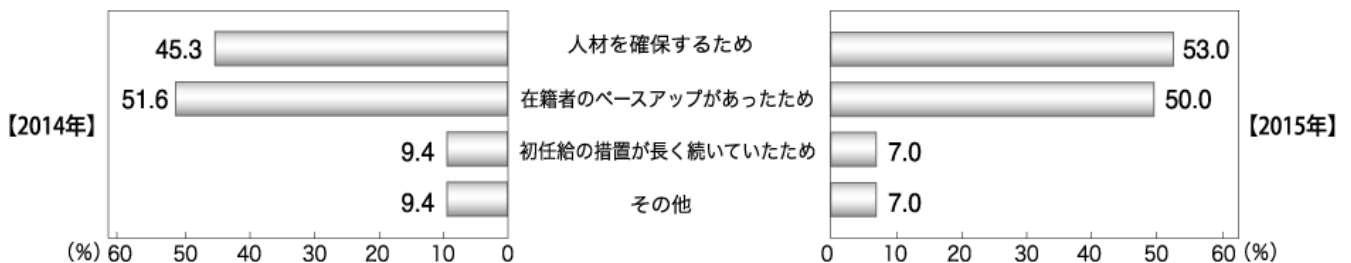 45.3 人材を確保するため 53.0
51.6 在籍者のベースアップがあったため 50.0
【2014年】 【2015年】
9.4 初任給の措置が長く続いていたため 7.0
9.4 その他 7.0
(%) 60 50 40 30 20 10 0 0 10 20 30 40 50 60 (%)